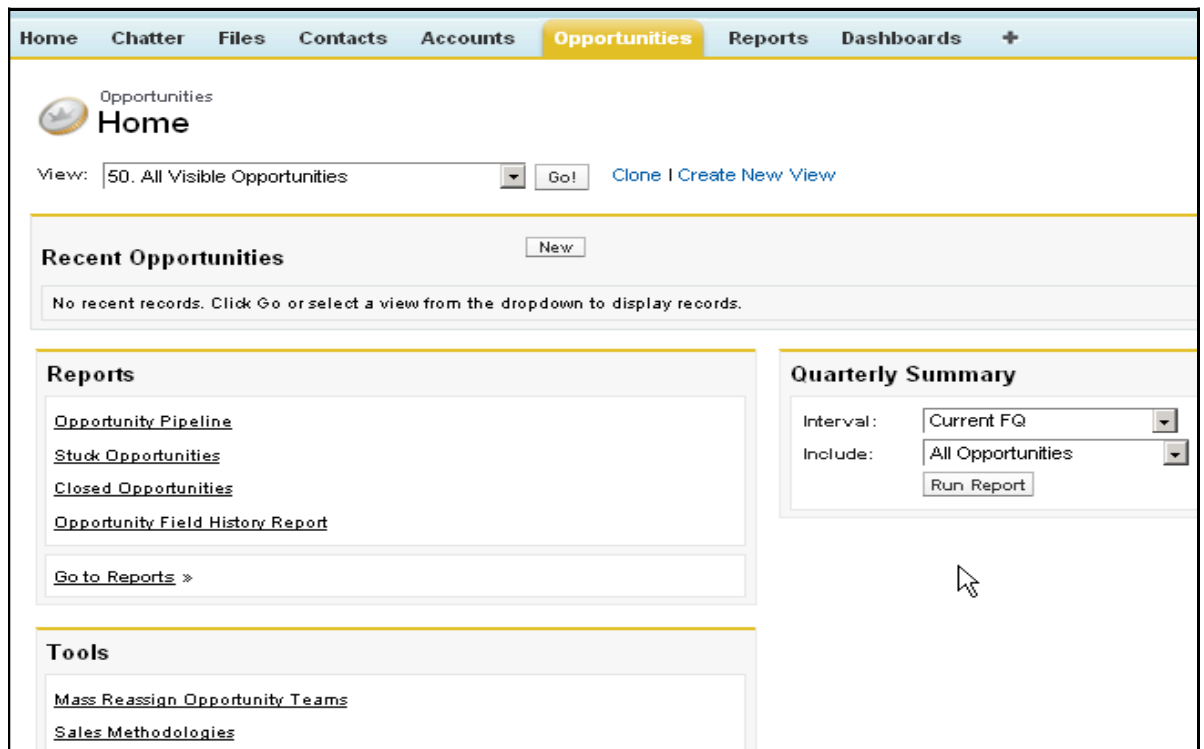 Home Chatter Files Contacts Accounts Opportunities Reports Dashboards +
Opportunities
Home
View: 50. All Visible Opportunities Go! Clone | Create New View
Recent Opportunities New
No recent records. Click Go or select a view from the dropdown to display records.
Reports
Opportunity Pipeline
Stuck Opportunities
Closed Opportunities
Opportunity Field History Report
Go to Reports »
Quarterly Summary
Interval: Current FQ
Include: All Opportunities
Run Report
Tools
Mass Reassign Opportunity Teams
Sales Methodologies